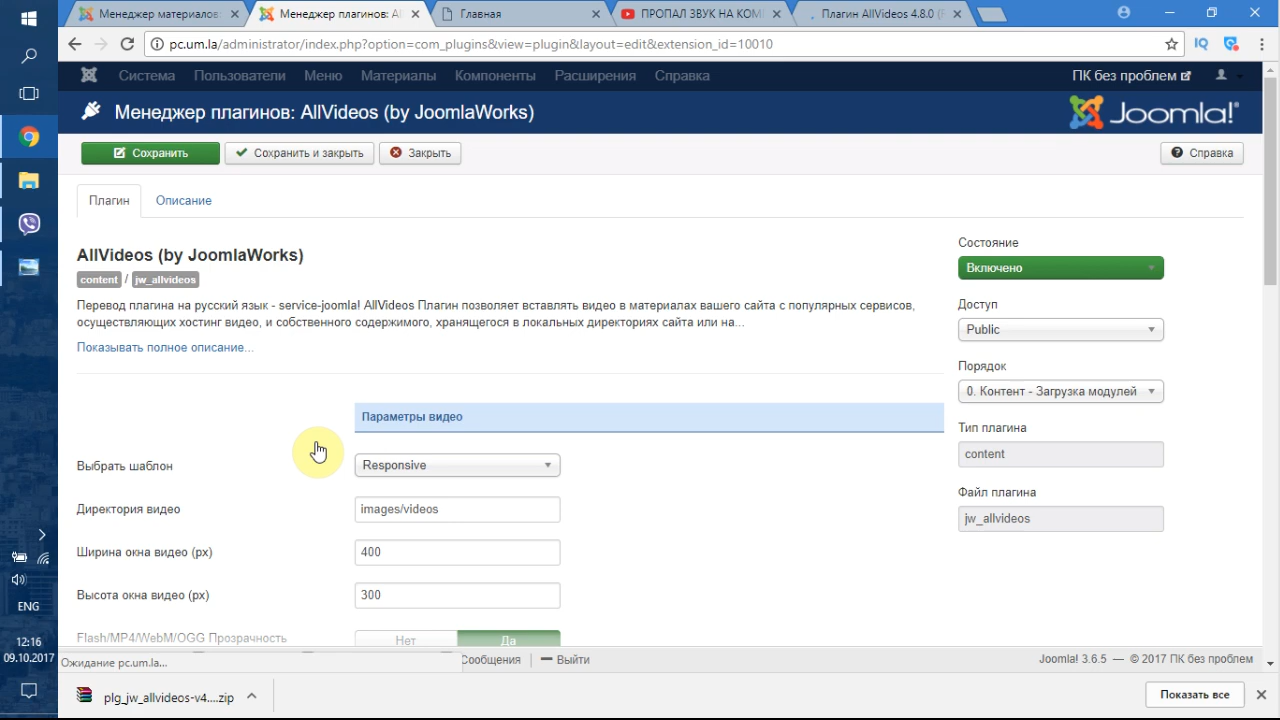 Менеджер материалов:
Менеджер плагинов: Al
Главная
ПРОПАЛ ЗВУК НА КОМ
Плагин AllVideos 4.8.0 (F
pc.um.la/administrator/index.php?option=com_plugins&view=plugin&layout=edit&extension_id=10010
IQ
Система Пользователи Меню Материалы Компоненты Расширения Справка
ПК без проблем
Менеджер плагинов: AllVideos (by JoomlaWorks)
Joomla!®
Сохранить
Сохранить и закрыть
Закрыть
Справка
Плагин
Описание
AllVideos (by JoomlaWorks)
content / jw_allvideos
Перевод плагина на русский язык - service-joomla! AllVideos Плагин позволяет вставлять видео в материалах вашего сайта с популярных сервисов,
осуществляющих хостинг видео, и собственного содержимого, хранящегося в локальных директориях сайта или на...
Показывать полное описание...
Состояние
Включено
Доступ
Public
Порядок
0. Контент - Загрузка модулей
Тип плагина
content
Файл плагина
jw_allvideos
Параметры видео
Выбрать шаблон
Responsive
Директория видео
images/videos
Ширина окна видео (px)
400
Высота окна видео (px)
300
Flash/MP4/WebM/OGG Прозрачность
Нет
Да
Ожидание pc.um.la...
Сообщения
Выйти
Joomla! 3.6.5 — © 2017 ПК без проблем
plg_jw_allvideos-v4....zip
Показать все
ENG
12:16
09.10.2017